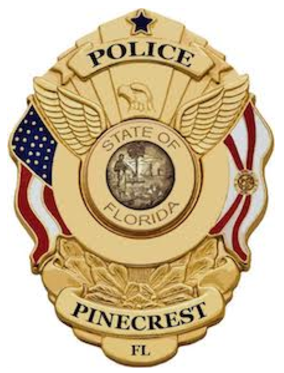 POLICE
STATE OF
FLORIDA
PINECREST
FL